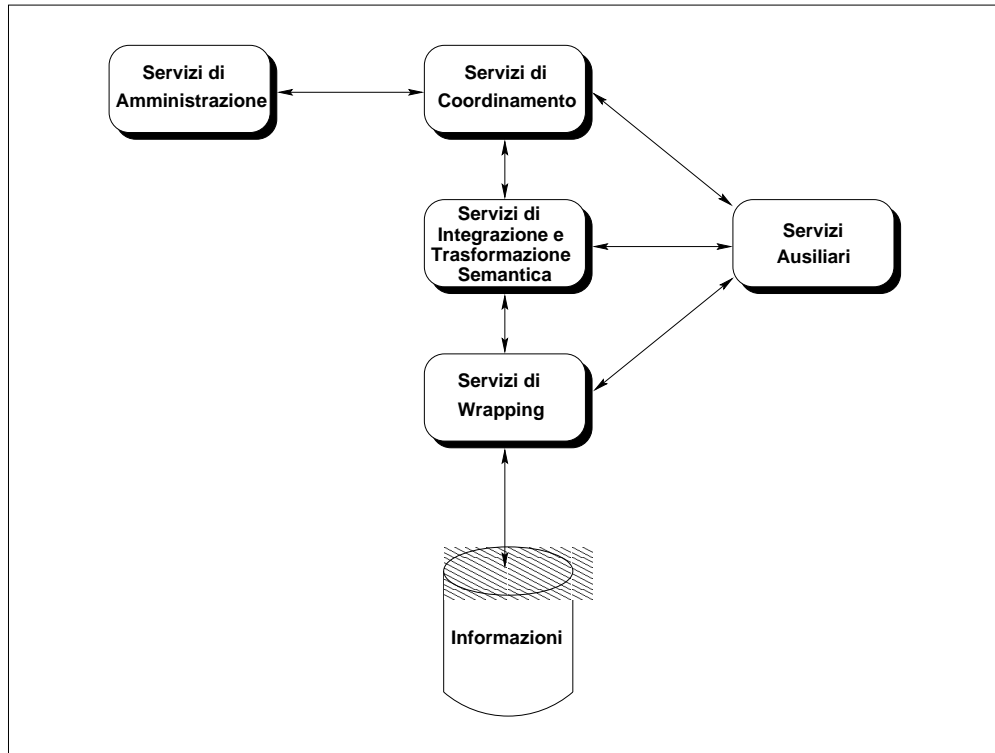 Servizi di
Amministrazione
Servizi di
Coordinamento
Servizi di
Integrazione e
Trasformazione
Semantica
Servizi
Ausiliari
Servizi di
Wrapping
Informazioni